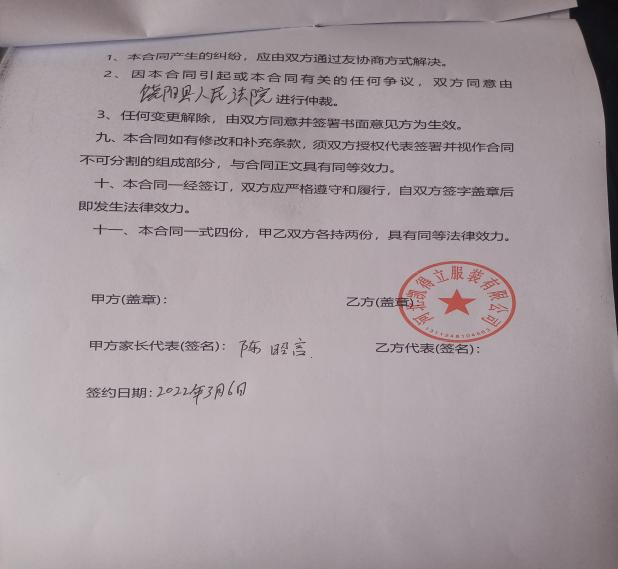 1、本合同产生的纠纷，应由双方通过友协商方式解决。
2、因本合同引起或本合同有关的任何争议，双方同意由
饶阳县人民法院进行仲裁。
3、任何变更解除，由双方同意并签署书面意见方为生效。
九、本合同如有修改和补充条款，须双方授权代表签署并视作合同
不可分割的组成部分，与合同正文具有同等效力。
十、本合同一经签订，双方应严格遵守和履行，自双方签字盖章后
即发生法律效力。
十一、本合同一式四份，甲乙双方各持两份，具有同等法律效力。
甲方(盖章)： 乙方(盖章)：
河北凯得立服装有限公司
甲方家长代表(签名)：陈 乙方代表(签名)：
签约日期:2022年3月6日